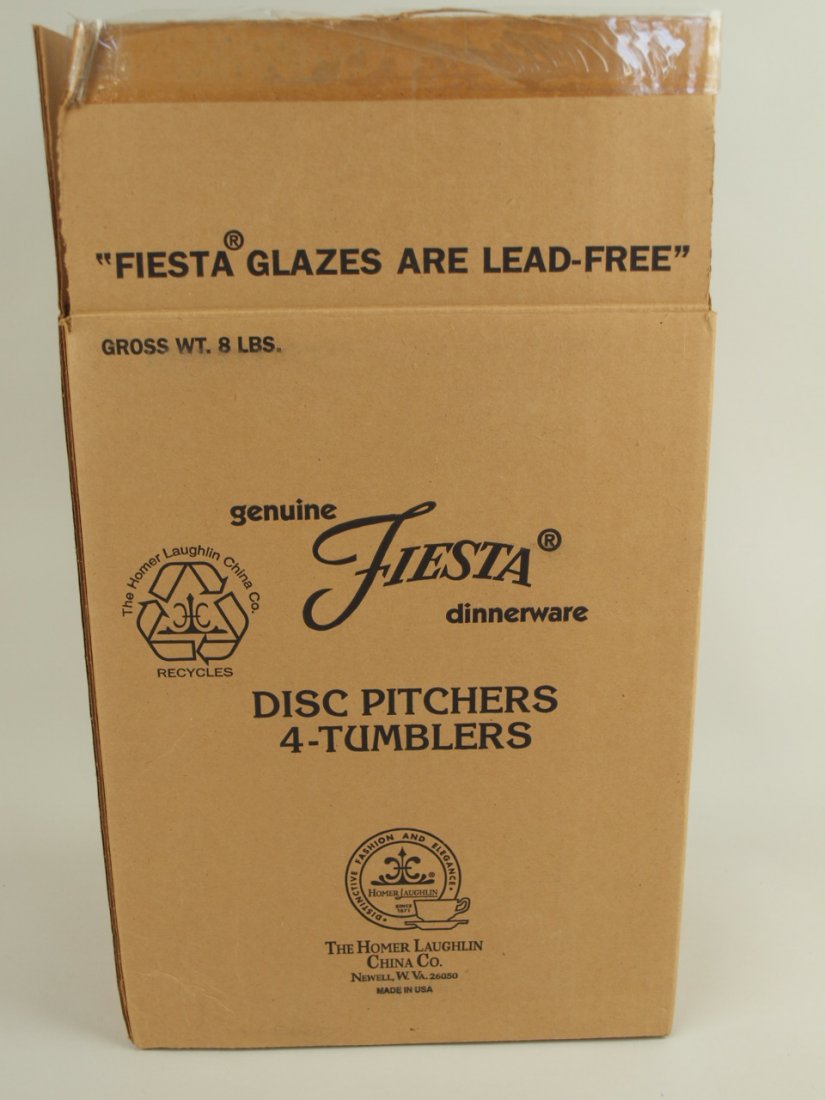 "FIESTA® GLAZES ARE LEAD-FREE"
GROSS WT. 8 LBS.
genuine
FIESTA®
dinnerware
The Homer Laughlin China Co.
RECYCLES
DISC PITCHERS
4-TUMBLERS
• DISTINCTIVE FASHION AND ELEGANCE •
HOMER LAUGHLIN
®
SINCE
1871
THE HOMER LAUGHLIN
CHINA CO.
NEWELL, W. VA. 26050
MADE IN USA